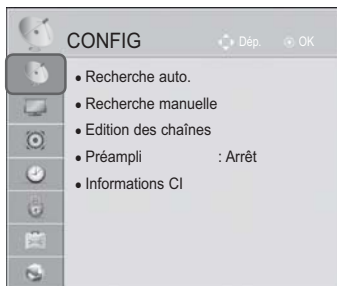 CONFIG Dép. OK
• Recherche auto.
• Recherche manuelle
• Edition des chaînes
• Préampli : Arrêt
• Informations CI